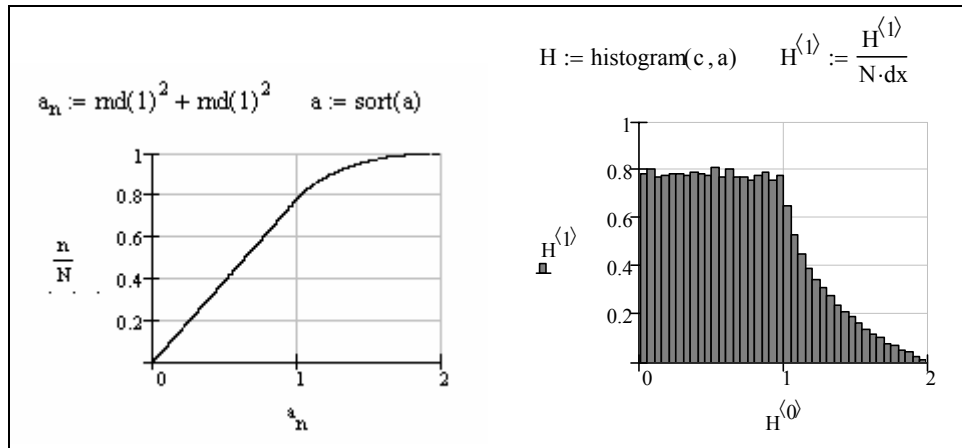 a_n := rnd(1)^2 + rnd(1)^2 a := sort(a)
1
0.8
0.6
0.4
0.2
n
N
0 1 2
a_n
H := histogram(c , a) H^⟨1⟩ := H^⟨1⟩ / N·dx
1
0.8
0.6
0.4
0.2
H^⟨1⟩
0 1 2
H^⟨0⟩